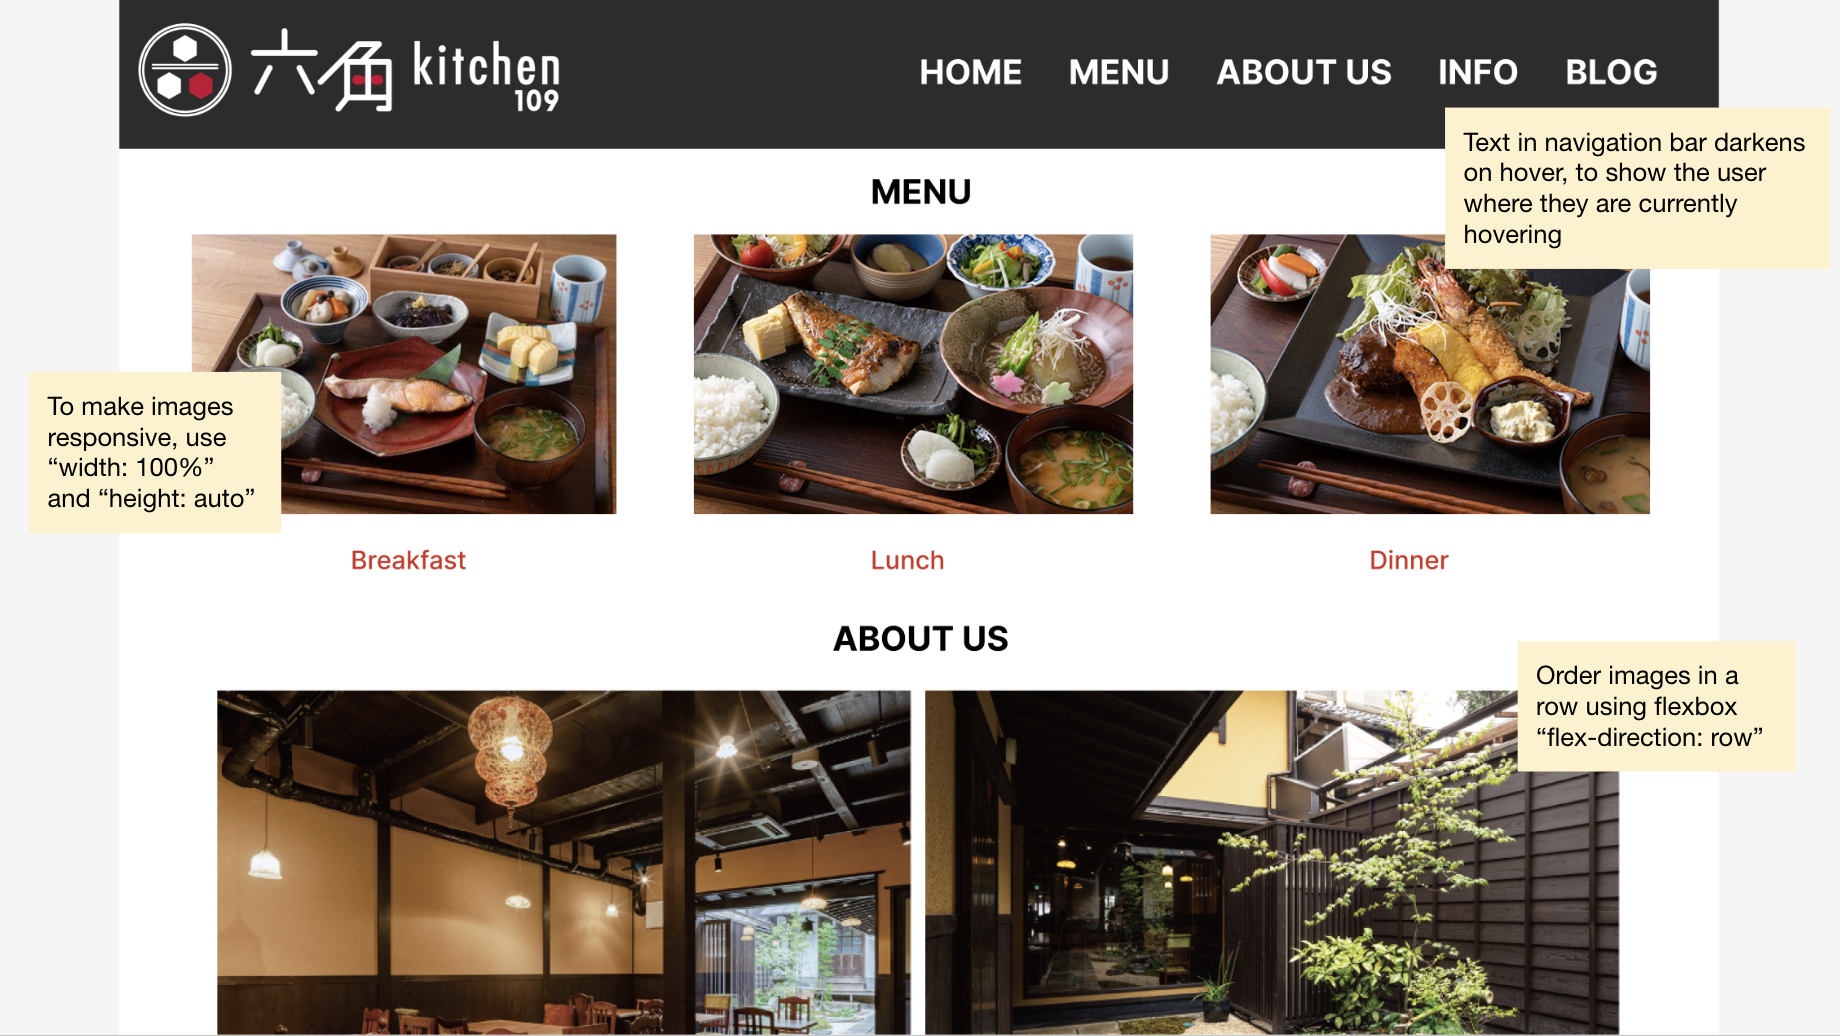 六角 kitchen
109
HOME MENU ABOUT US INFO BLOG
Text in navigation bar darkens
on hover, to show the user
where they are currently
hovering
MENU
To make images
responsive, use
“width: 100%”
and “height: auto”
Breakfast Lunch Dinner
ABOUT US
Order images in a
row using flexbox
“flex-direction: row”